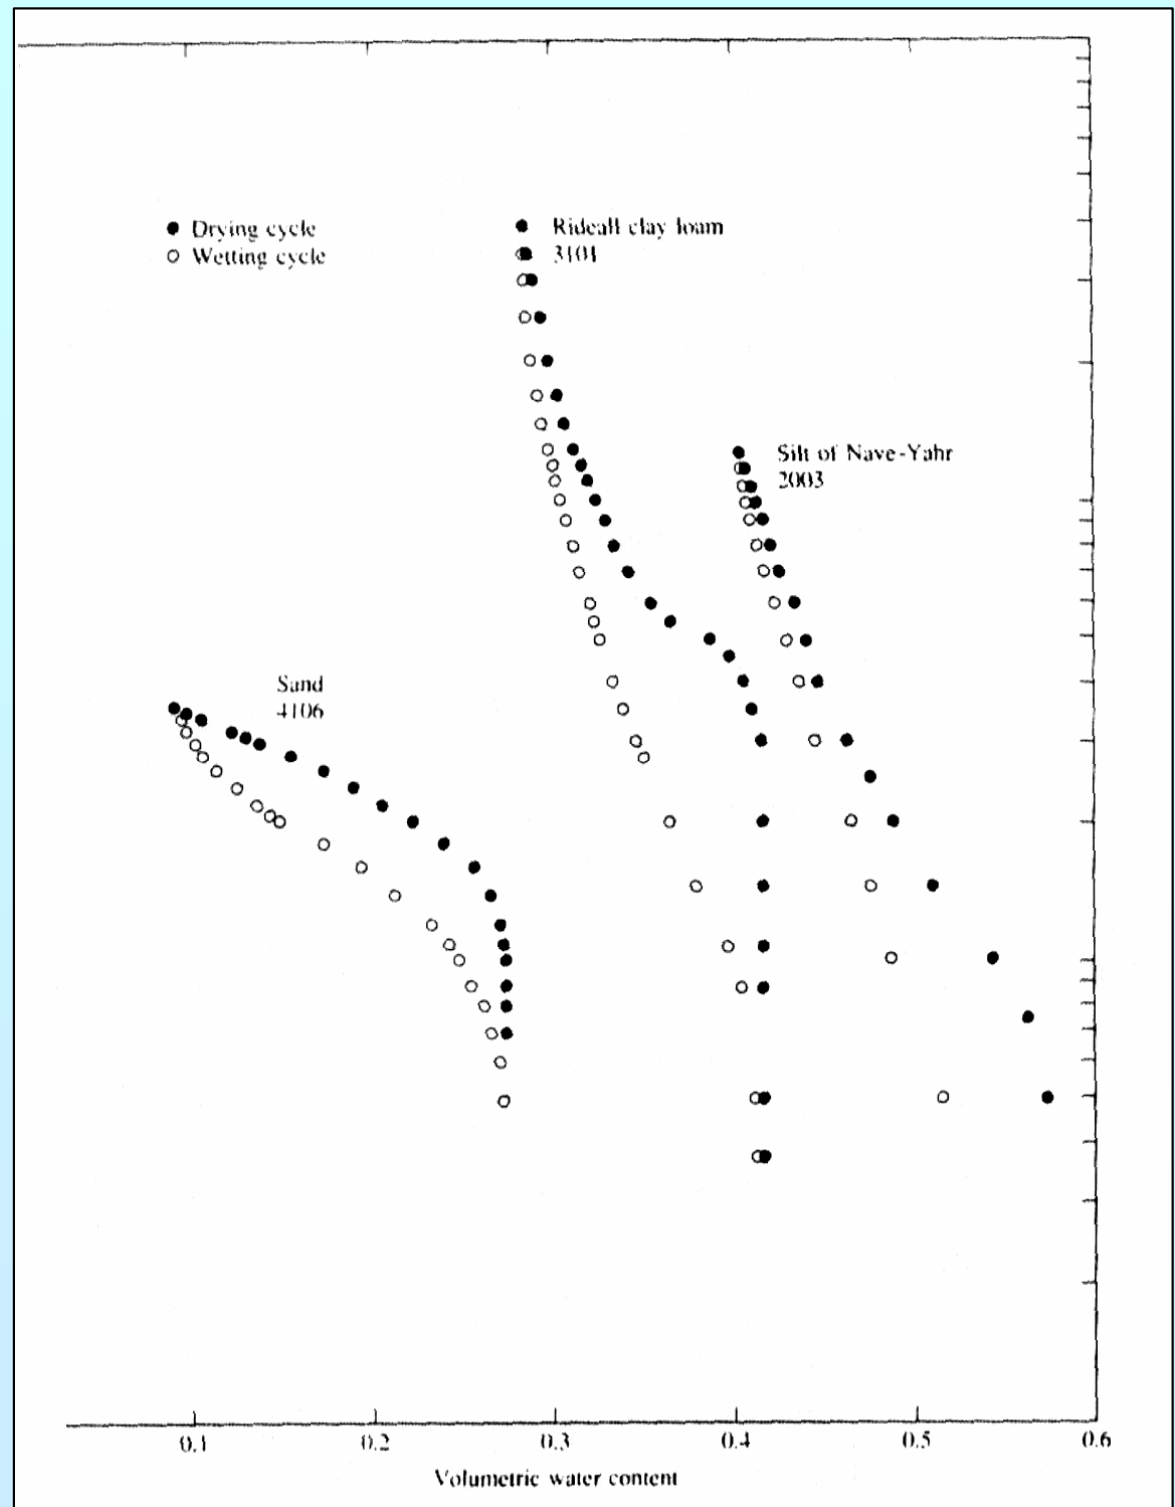 Drying cycle
Wetting cycle
Rideall clay loam
3101
Silt of Nave-Yahr
2003
Sand
4106
0.1
0.2
0.3
0.4
0.5
0.6
Volumetric water content